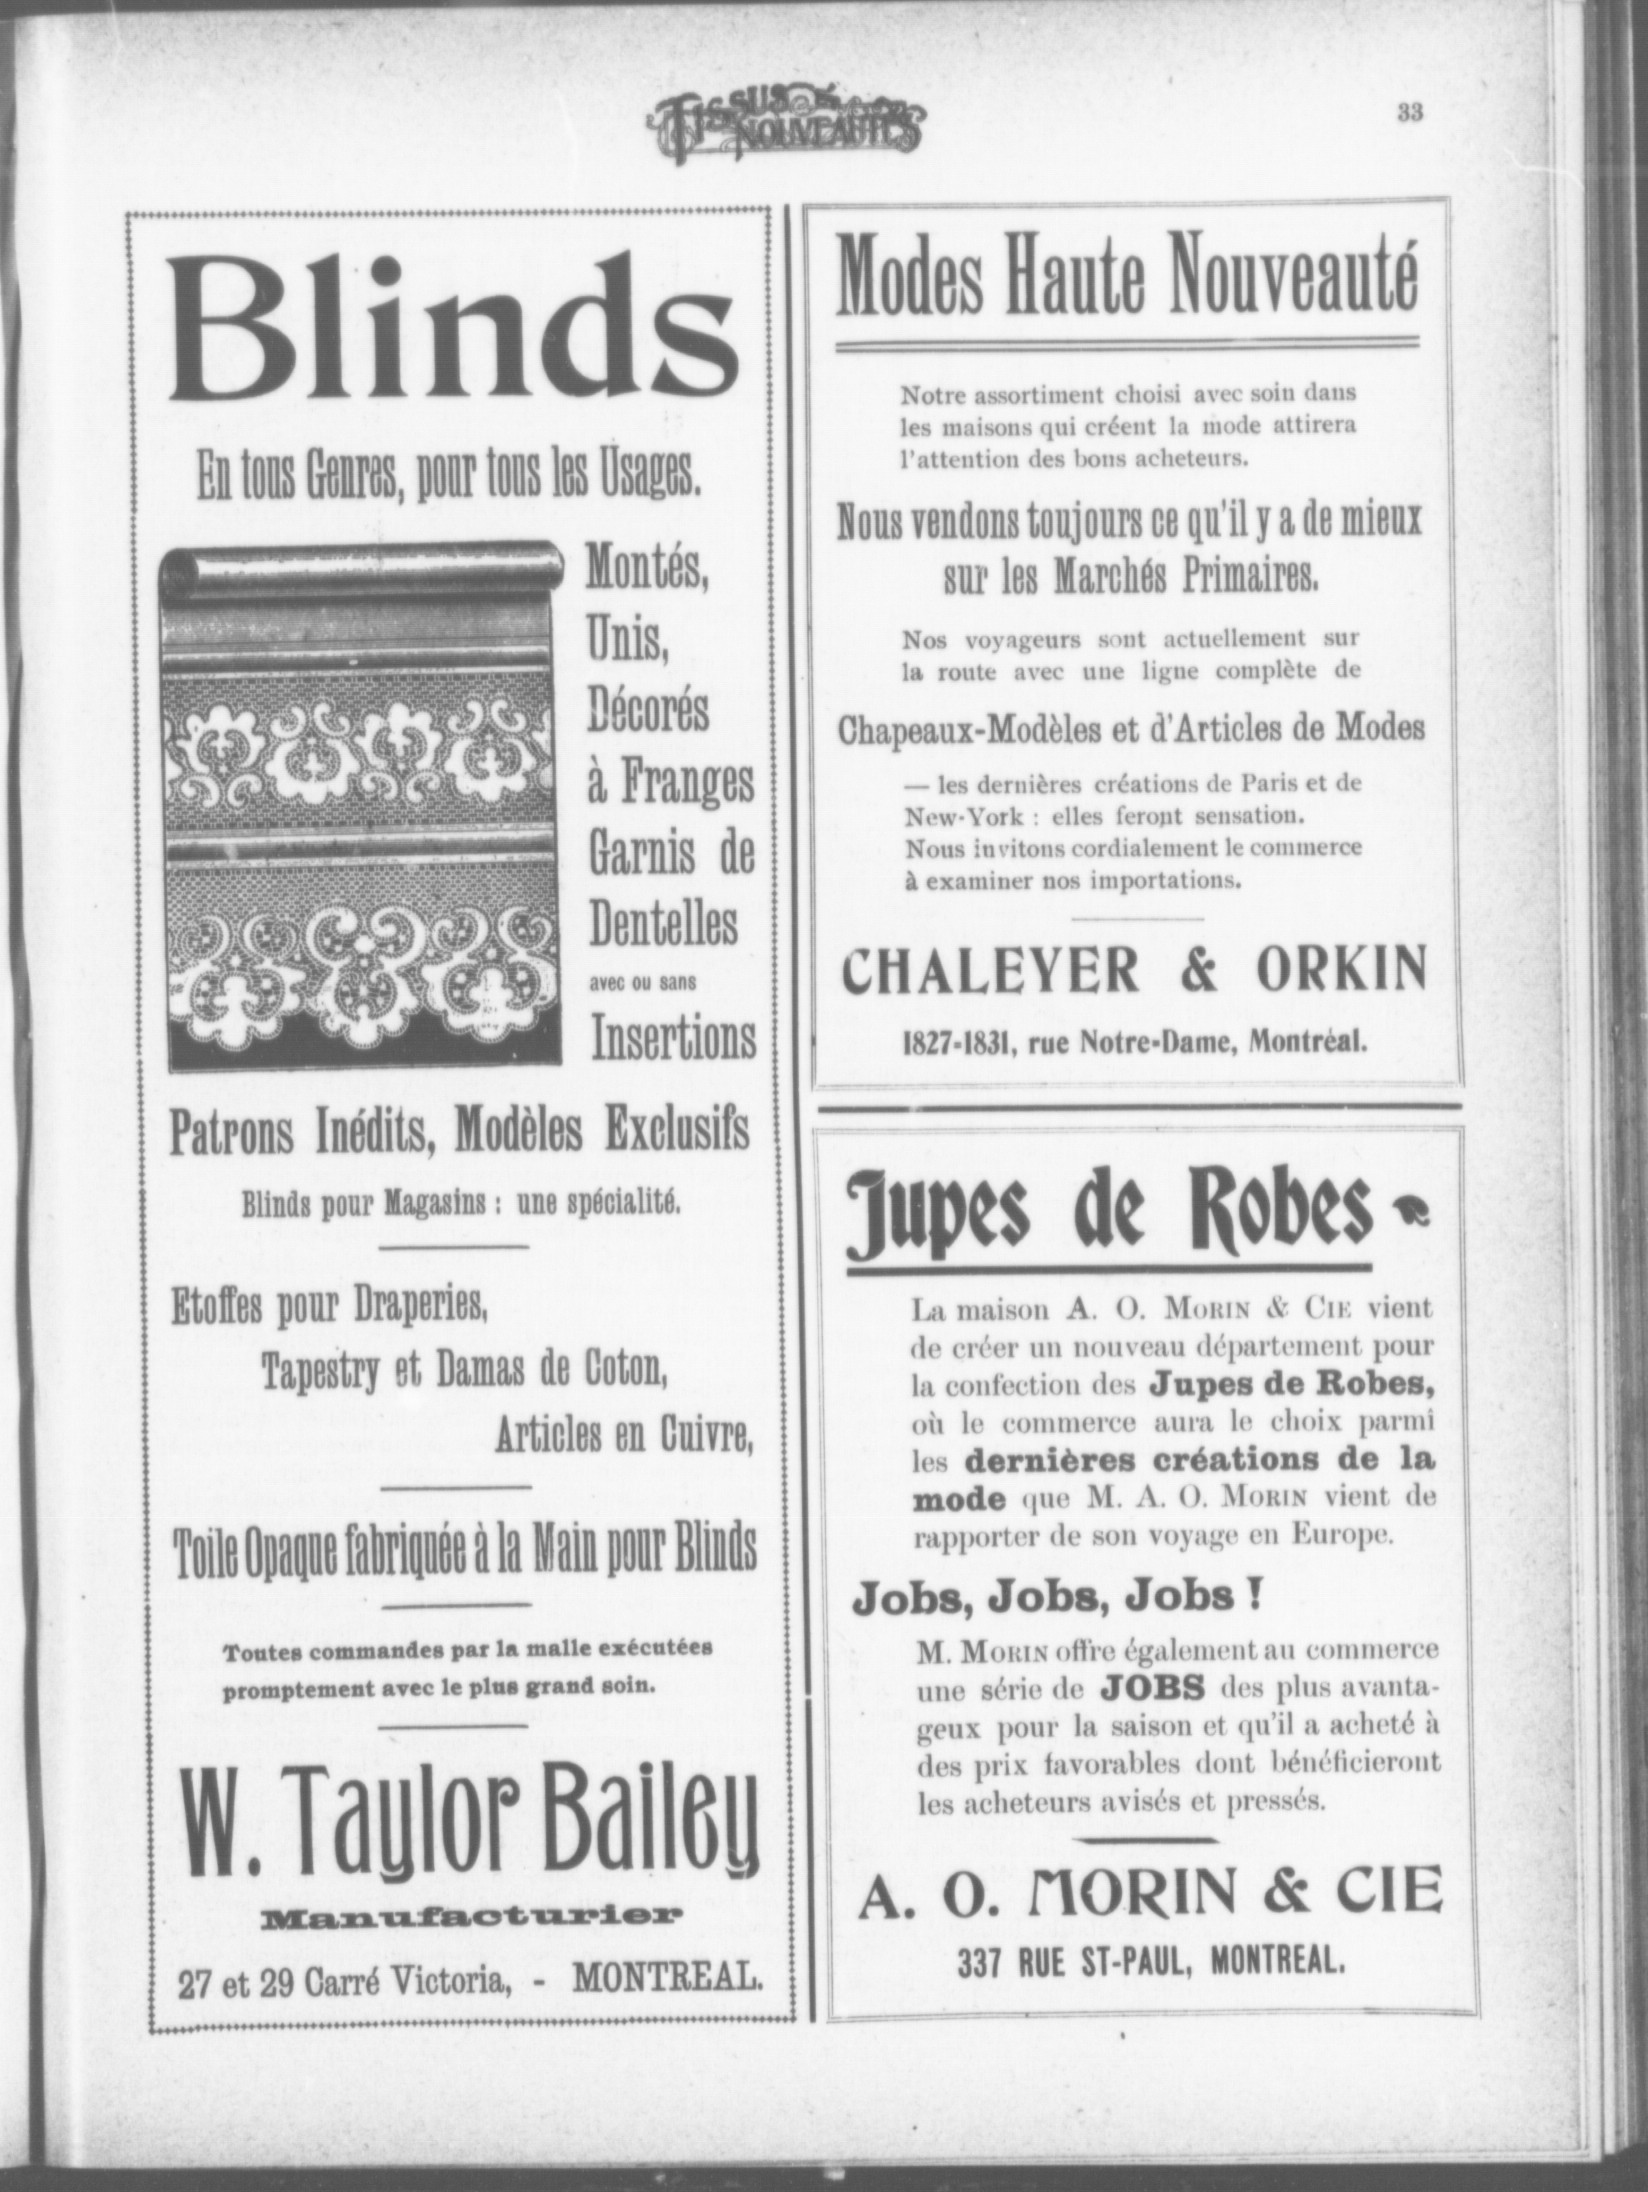 TISSUS & NOUVEAUTÉS
33
Blinds
En tous Genres, pour tous les Usages.
Montés,
Unis,
Décorés
à Franges
Garnis de
Dentelles
avec ou sans
Insertions
Patrons Inédits, Modèles Exclusifs
Blinds pour Magasins : une spécialité.
Etoffes pour Draperies,
Tapestry et Damas de Coton,
Articles en Cuivre,
Toile Opaque fabriquée à la Main pour Blinds
Toutes commandes par la malle exécutées
promptement avec le plus grand soin.
W. Taylor Bailey
Manufacturier
27 et 29 Carré Victoria, - MONTREAL.
Modes Haute Nouveauté
Notre assortiment choisi avec soin dans
les maisons qui créent la mode attirera
l'attention des bons acheteurs.
Nous vendons toujours ce qu'il y a de mieux
sur les Marchés Primaires.
Nos voyageurs sont actuellement sur
la route avec une ligne complète de
Chapeaux-Modèles et d'Articles de Modes
— les dernières créations de Paris et de
New-York : elles feront sensation.
Nous invitons cordialement le commerce
à examiner nos importations.
CHALEYER & ORKIN
1827-1831, rue Notre-Dame, Montréal.
Jupes de Robes
La maison A. O. MORIN & CIE vient
de créer un nouveau département pour
la confection des Jupes de Robes,
où le commerce aura le choix parmi
les dernières créations de la
mode que M. A. O. MORIN vient de
rapporter de son voyage en Europe.
Jobs, Jobs, Jobs !
M. MORIN offre également au commerce
une série de JOBS des plus avanta-
geux pour la saison et qu'il a acheté à
des prix favorables dont bénéficieront
les acheteurs avisés et pressés.
A. O. MORIN & CIE
337 RUE ST-PAUL, MONTREAL.